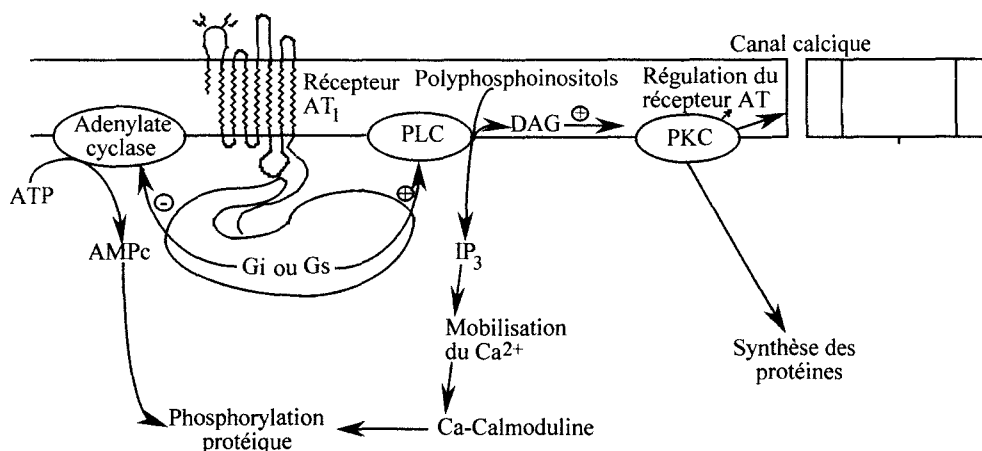 Canal calcique
Récepteur
AT1
Polyphosphoinositols
Régulation du
récepteur AT
Adenylate
cyclase
PLC
DAG
⊕
PKC
ATP
⊖
⊕
AMPc
Gi ou Gs
IP3
Mobilisation
du Ca2+
Synthèse des
protéines
Phosphorylation
protéique
Ca-Calmoduline